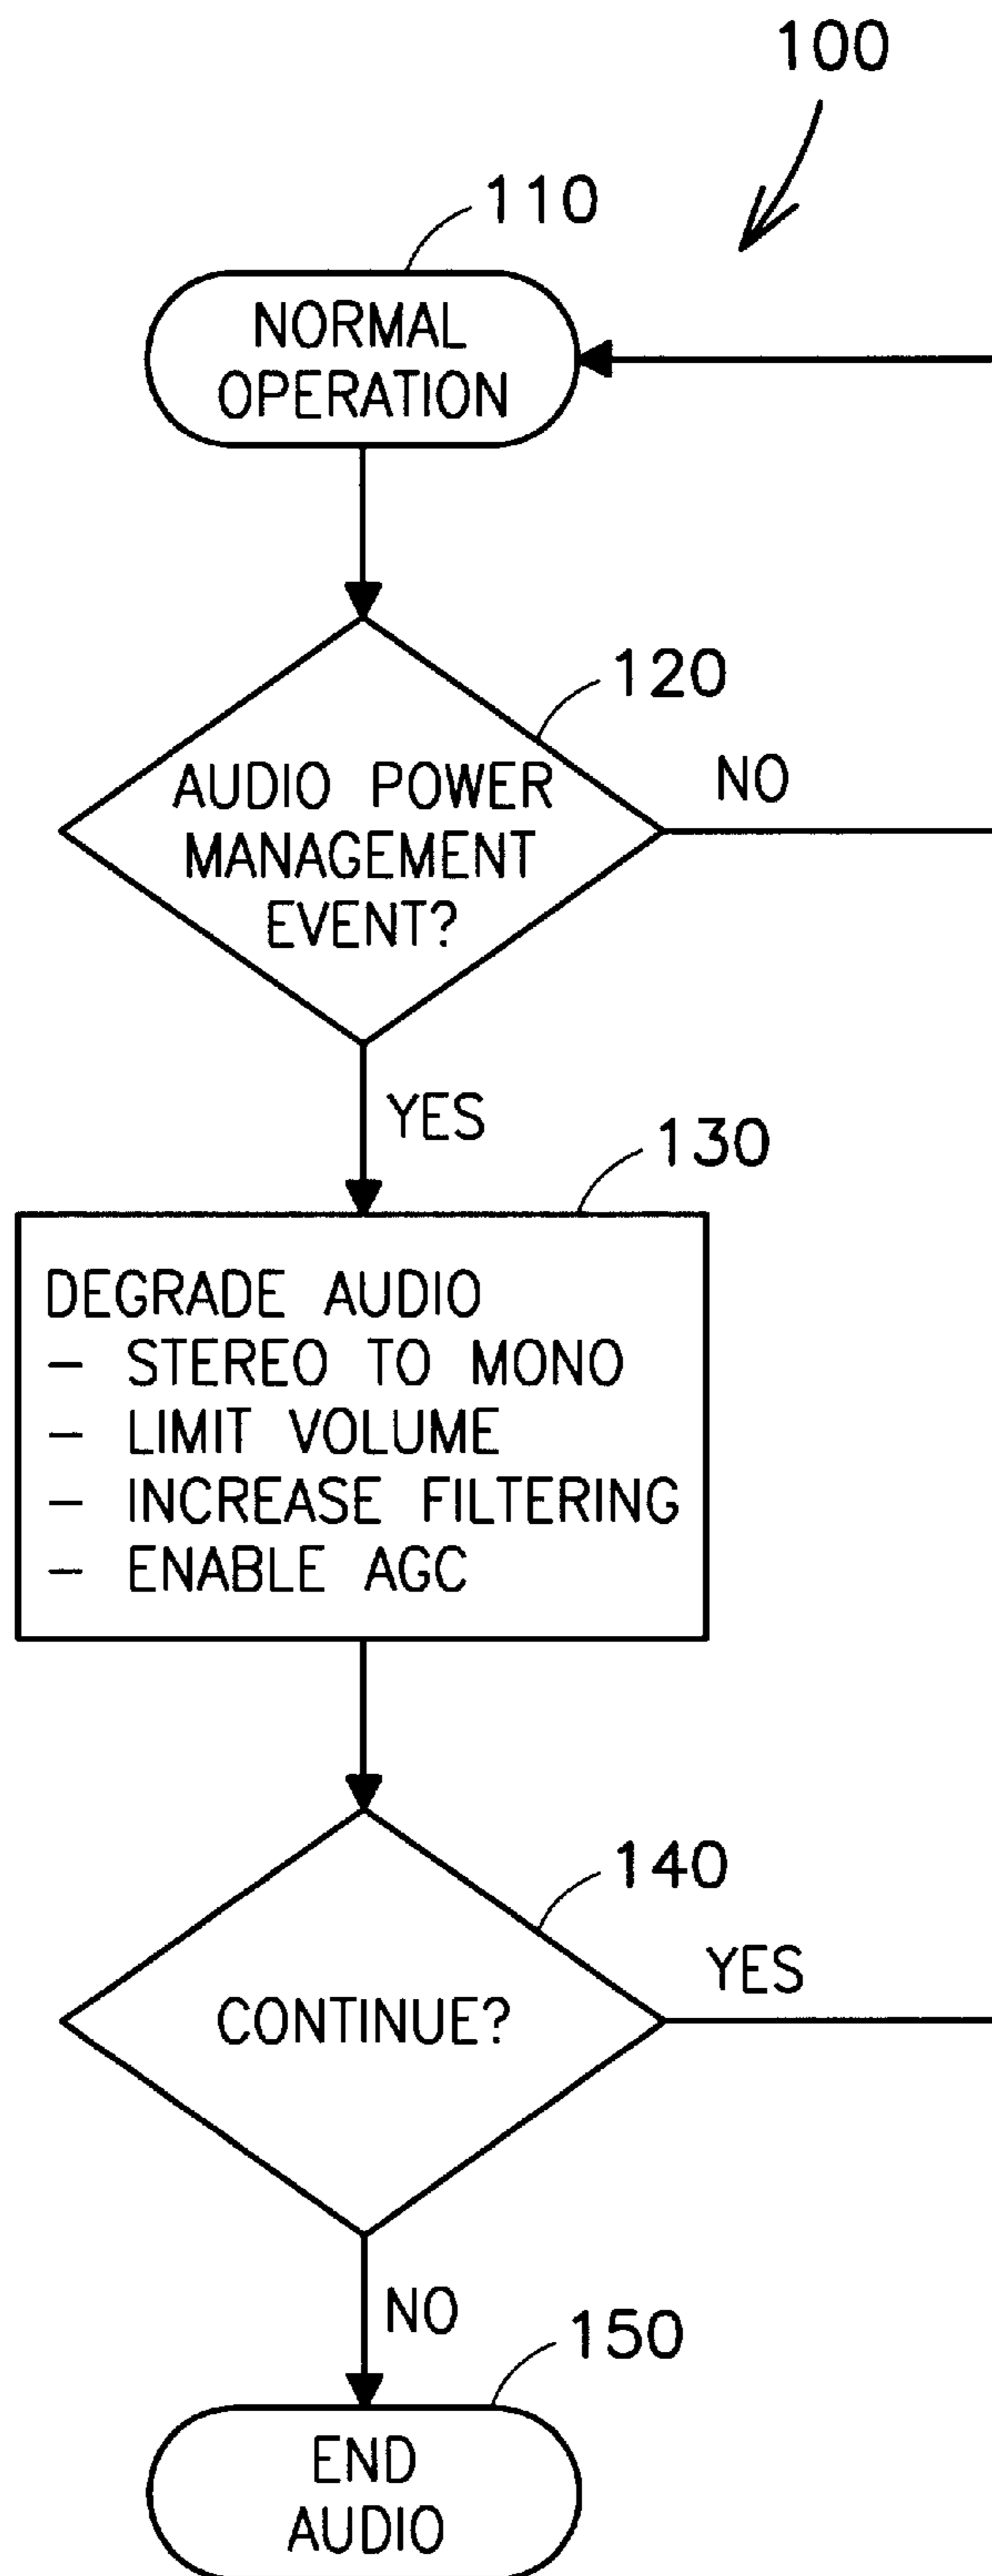 100
110
NORMAL
OPERATION
120
AUDIO POWER
MANAGEMENT
EVENT?
NO
YES
130
DEGRADE AUDIO
- STEREO TO MONO
- LIMIT VOLUME
- INCREASE FILTERING
- ENABLE AGC
140
CONTINUE?
YES
NO
150
END
AUDIO